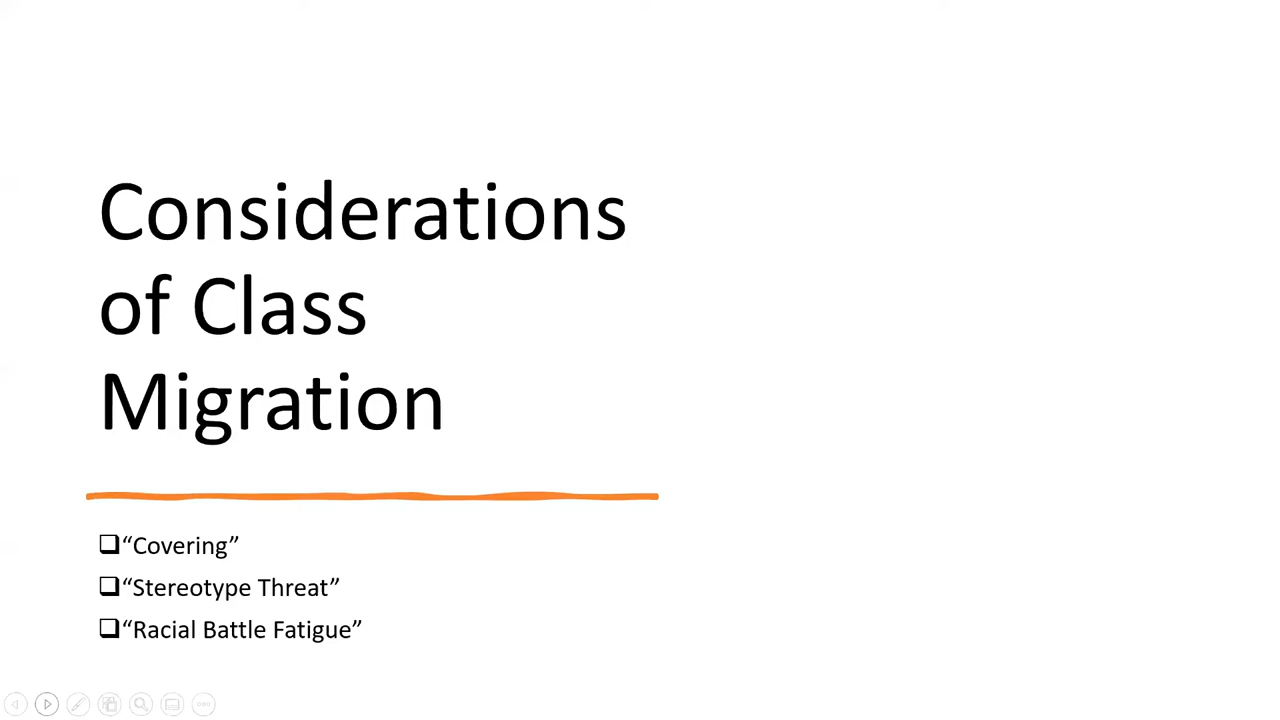 Considerations
of Class
Migration
“Covering”
“Stereotype Threat”
“Racial Battle Fatigue”